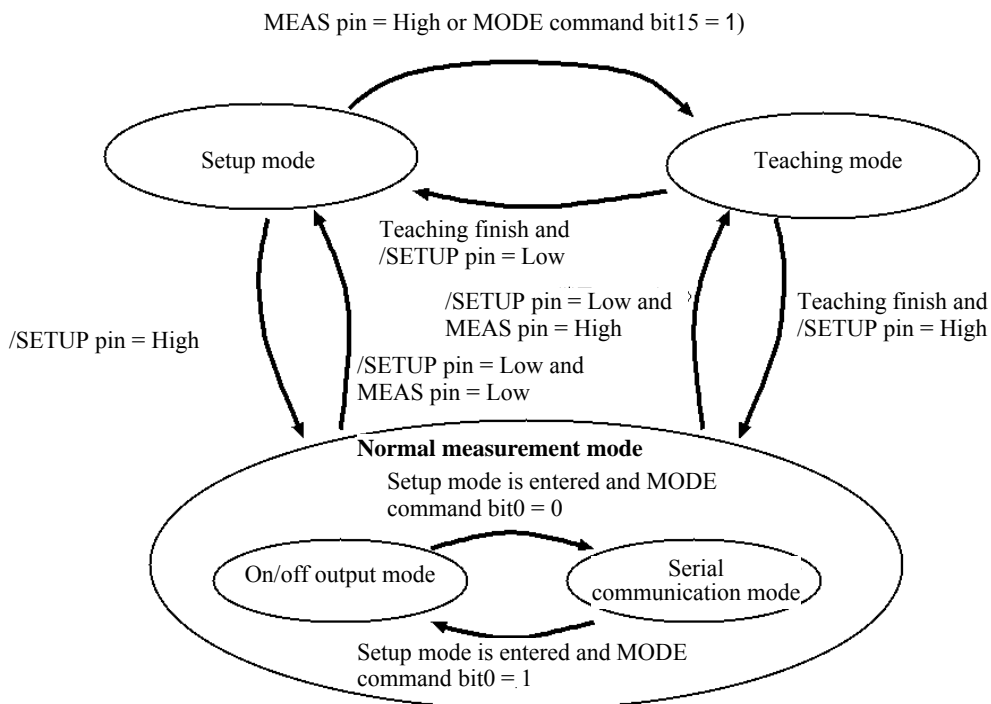 MEAS pin = High or MODE command bit15 = 1)
Setup mode
Teaching mode
Teaching finish and
/SETUP pin = Low
/SETUP pin = Low and
MEAS pin = High
Teaching finish and
/SETUP pin = High
/SETUP pin = High
/SETUP pin = Low and
MEAS pin = Low
Normal measurement mode
Setup mode is entered and MODE
command bit0 = 0
On/off output mode
Serial
communication mode
Setup mode is entered and MODE
command bit0 = 1